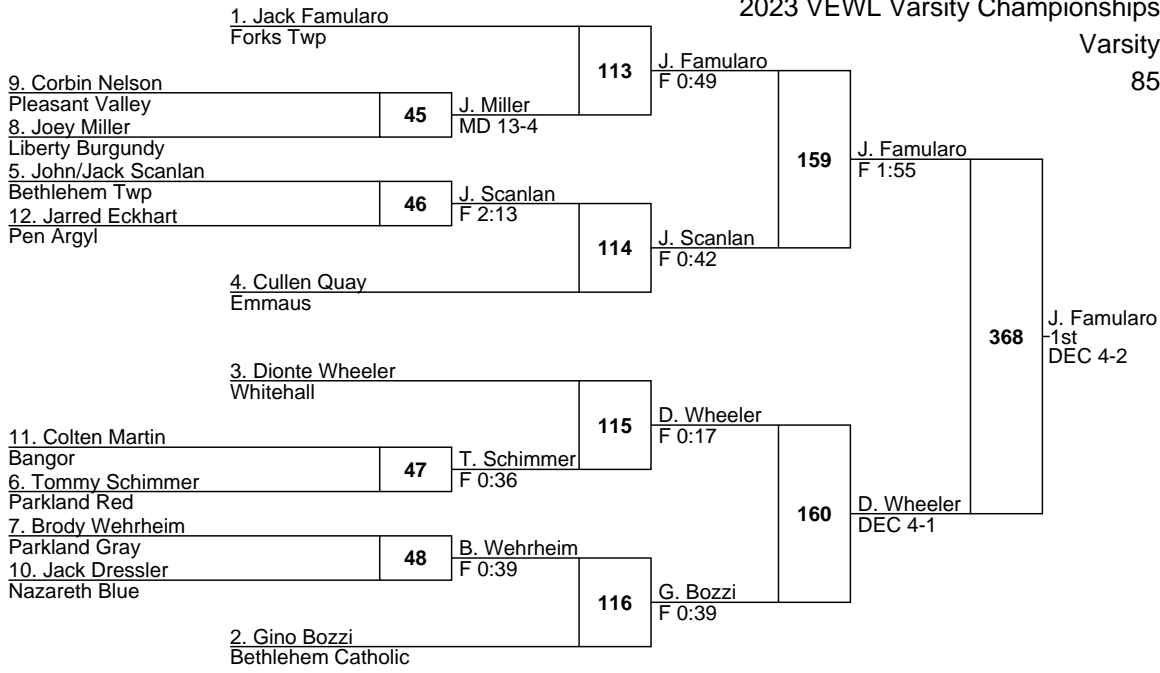 2023 VEWL Varsity Championships
Varsity
85
1. Jack Famularo
Forks Twp
113
J. Famularo
F 0:49
9. Corbin Nelson
Pleasant Valley
45
J. Miller
MD 13-4
8. Joey Miller
Liberty Burgundy
159
J. Famularo
F 1:55
5. John/Jack Scanlan
Bethlehem Twp
46
J. Scanlan
F 2:13
12. Jarred Eckhart
Pen Argyl
114
J. Scanlan
F 0:42
4. Cullen Quay
Emmaus
368
J. Famularo
1st
DEC 4-2
3. Dionte Wheeler
Whitehall
115
D. Wheeler
F 0:17
11. Colten Martin
Bangor
47
T. Schimmer
F 0:36
6. Tommy Schimmer
Parkland Red
160
D. Wheeler
DEC 4-1
7. Brody Wehrheim
Parkland Gray
48
B. Wehrheim
F 0:39
10. Jack Dressler
Nazareth Blue
116
G. Bozzi
F 0:39
2. Gino Bozzi
Bethlehem Catholic